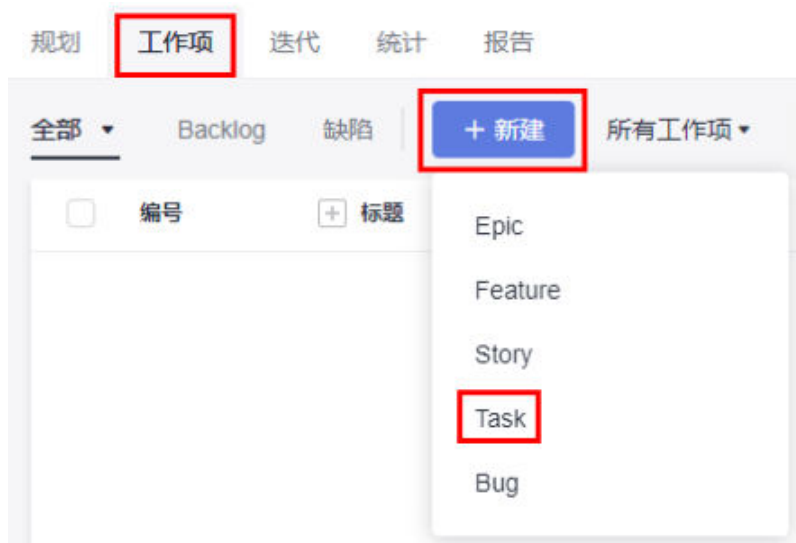 规划 工作项 迭代 统计 报告
全部 Backlog 缺陷 + 新建 所有工作项
编号 标题
Epic
Feature
Story
Task
Bug